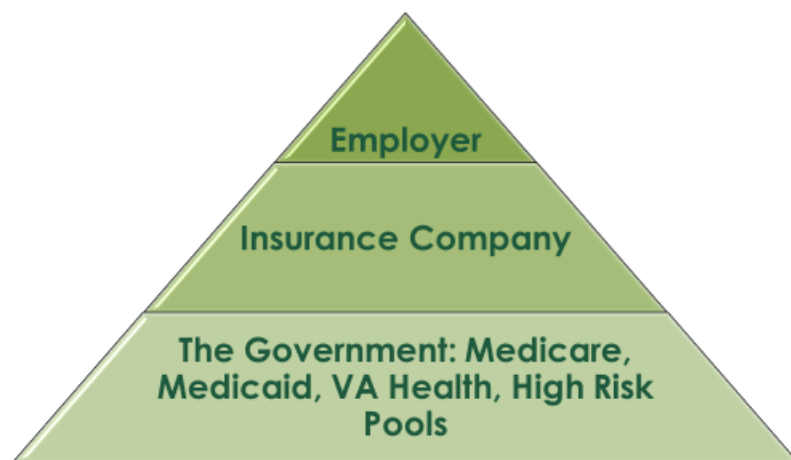 Employer
Insurance Company
The Government: Medicare,
Medicaid, VA Health, High Risk
Pools